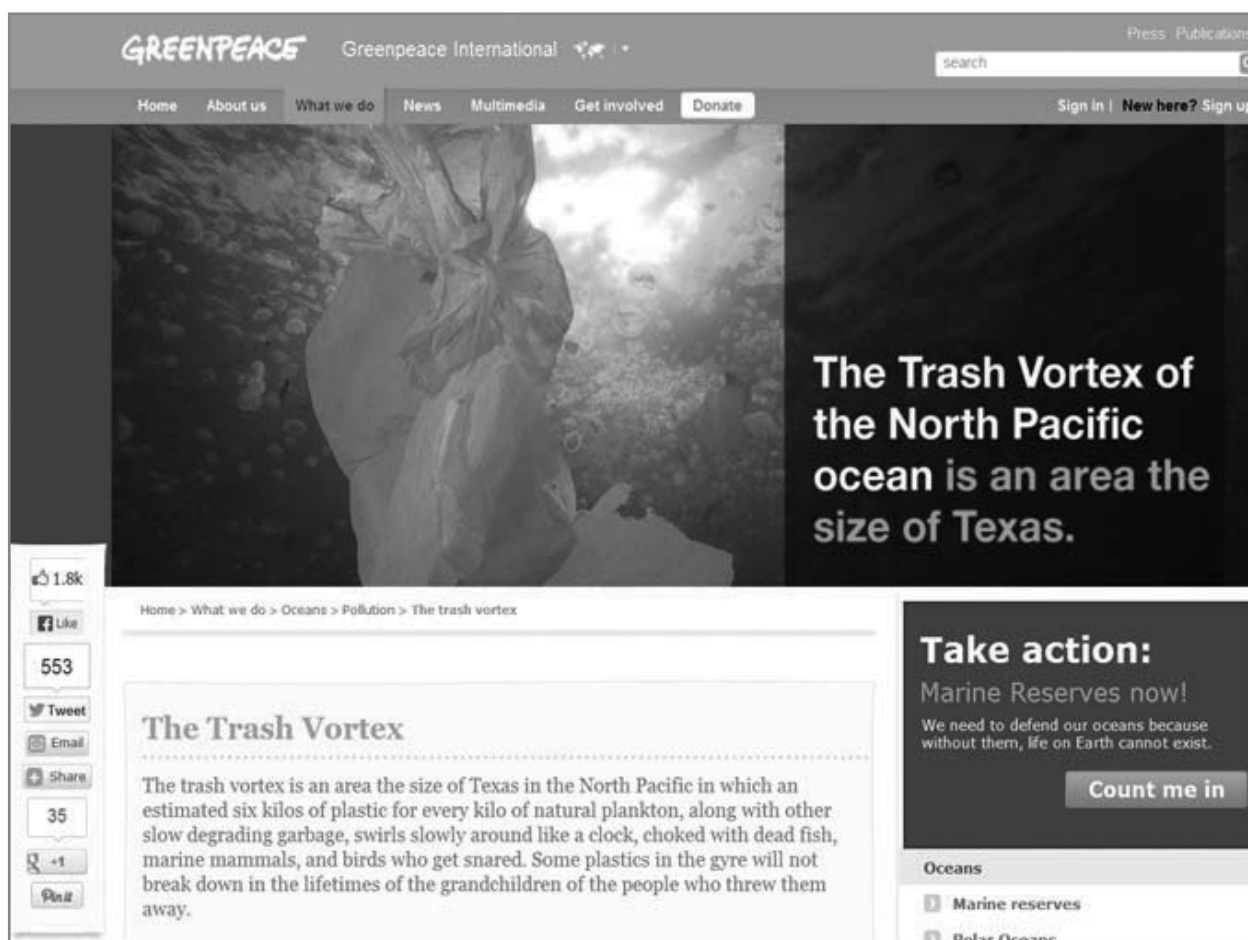 GREENPEACE Greenpeace International
Press Publications
search
Home About us What we do News Multimedia Get involved Donate Sign in | New here? Sign up
The Trash Vortex of
the North Pacific
ocean is an area the
size of Texas.
1.8k
Like
553
Tweet
Email
Share
35
+1
Pin it
Home > What we do > Oceans > Pollution > The trash vortex
The Trash Vortex
The trash vortex is an area the size of Texas in the North Pacific in which an
estimated six kilos of plastic for every kilo of natural plankton, along with other
slow degrading garbage, swirls slowly around like a clock, choked with dead fish,
marine mammals, and birds who get snared. Some plastics in the gyre will not
break down in the lifetimes of the grandchildren of the people who threw them
away.
Take action:
Marine Reserves now!
We need to defend our oceans because
without them, life on Earth cannot exist.
Count me in
Oceans
Marine reserves
Polar Oceans